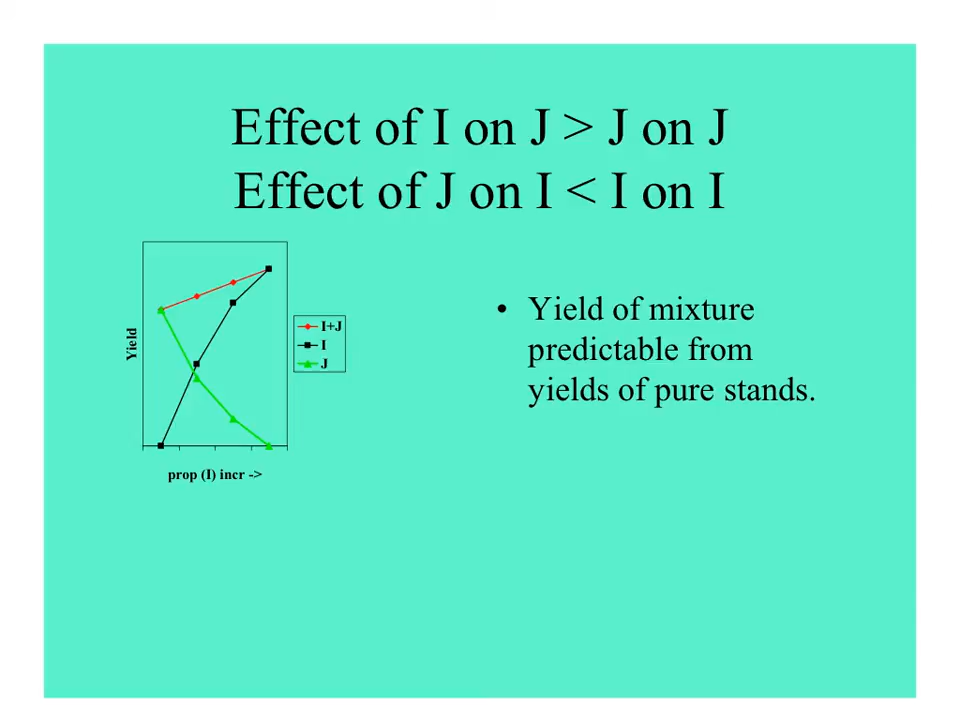 Effect of I on J > J on J
Effect of J on I < I on I
Yield
I+J
I
J
prop (I) incr ->
• Yield of mixture
predictable from
yields of pure stands.